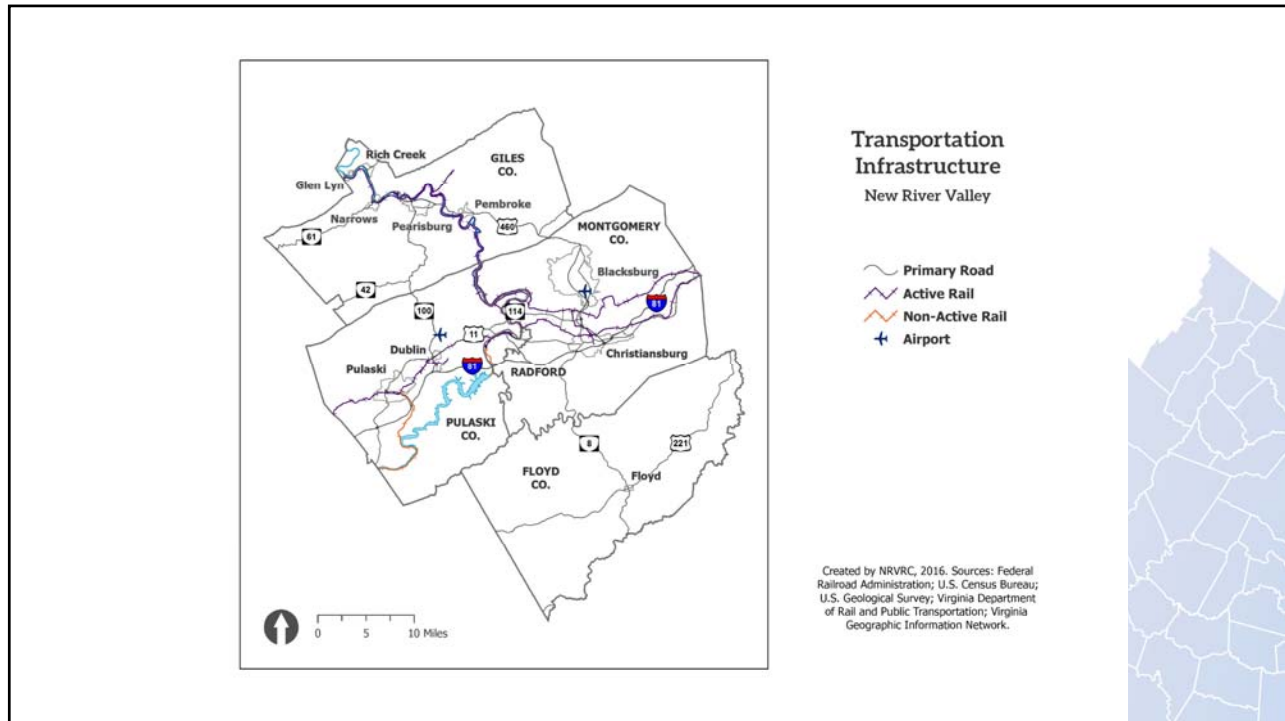 Transportation
Infrastructure
New River Valley
Primary Road
Active Rail
Non-Active Rail
Airport
Rich Creek
GILES
CO.
Glen Lyn
Narrows
Pearisburg
Pembroke
460
61
MONTGOMERY
CO.
42
Blacksburg
81
100
114
11
Dublin
Christiansburg
Pulaski
81
RADFORD
PULASKI
CO.
8
221
FLOYD
CO.
Floyd
0 5 10 Miles
Created by NRVRC, 2016. Sources: Federal
Railroad Administration; U.S. Census Bureau;
U.S. Geological Survey; Virginia Department
of Rail and Public Transportation; Virginia
Geographic Information Network.